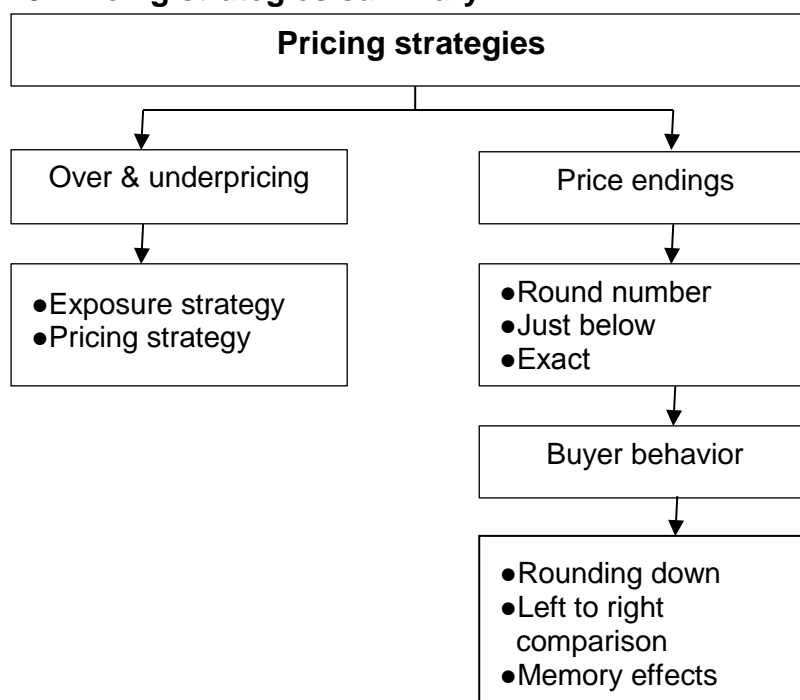 Pricing strategies
Over & underpricing
●Exposure strategy
●Pricing strategy
Price endings
●Round number
●Just below
●Exact
Buyer behavior
●Rounding down
●Left to right
comparison
●Memory effects